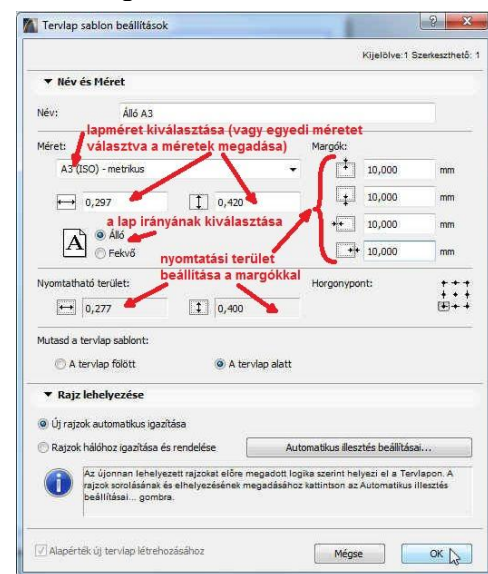 Tervlap sablon beállítások
Kijelölve:1 Szerkeszthető: 1
Név és Méret
Név: Álló A3
lapméret kiválasztása (vagy egyedi méretet
választva a méretek megadása)
Méret: Margók:
A3 (ISO) - metrikus 10,000 mm
10,000 mm
0,297 0,420
a lap irányának kiválasztása
10,000 mm
A Álló
Fekvő 10,000 mm
nyomtatási terület
beállítása a margókkal
Nyomtatható terület: Horgonypont:
0,277 0,400
Mutasd a tervlap sablont:
A tervlap fölött A tervlap alatt
Rajz lehelyezése
Új rajzok automatikus igazítása
Rajzok hálóhoz igazítása és rendelése Automatikus illesztés beállításai...
Az újonnan lehelyezett rajzokat előre megadott logika szerint helyezi el a Tervlapon. A
rajzok sorolásának és elhelyezésének megadásához kattintson az Automatikus illesztés
beállításai... gombra.
Alapérték új tervlap létrehozásához Mégse OK